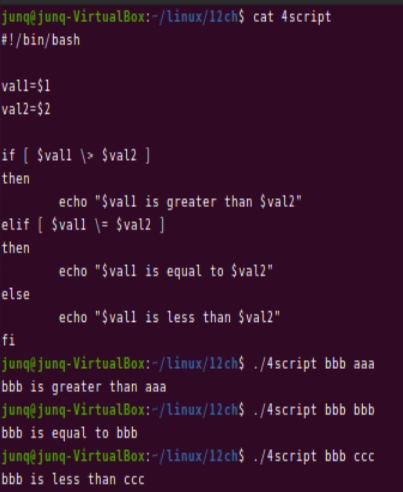 junq@junq-VirtualBox:~/linux/12ch$ cat 4script
#!/bin/bash

val1=$1
val2=$2

if [ $val1 \> $val2 ]
then
        echo "$val1 is greater than $val2"
elif [ $val1 \= $val2 ]
then
        echo "$val1 is equal to $val2"
else
        echo "$val1 is less than $val2"
fi
junq@junq-VirtualBox:~/linux/12ch$ ./4script bbb aaa
bbb is greater than aaa
junq@junq-VirtualBox:~/linux/12ch$ ./4script bbb bbb
bbb is equal to bbb
junq@junq-VirtualBox:~/linux/12ch$ ./4script bbb ccc
bbb is less than ccc